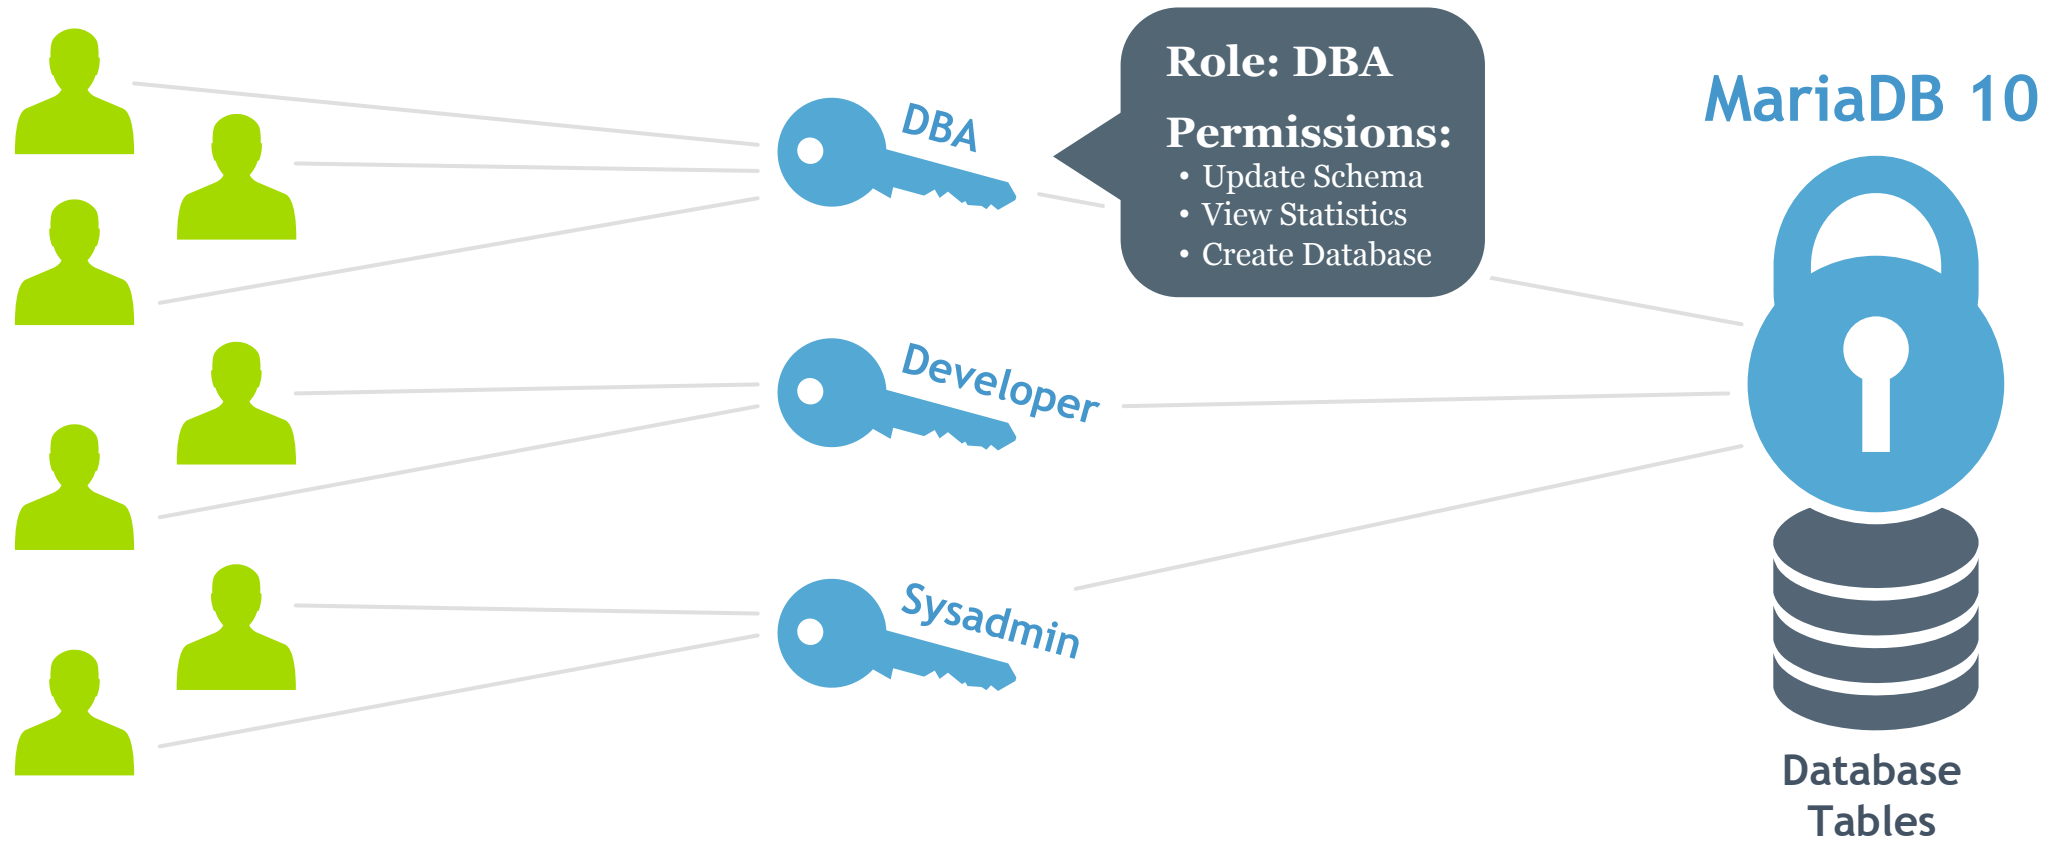 Role: DBA
Permissions:
• Update Schema
• View Statistics
• Create Database
MariaDB 10
DBA
Developer
Sysadmin
Database
Tables